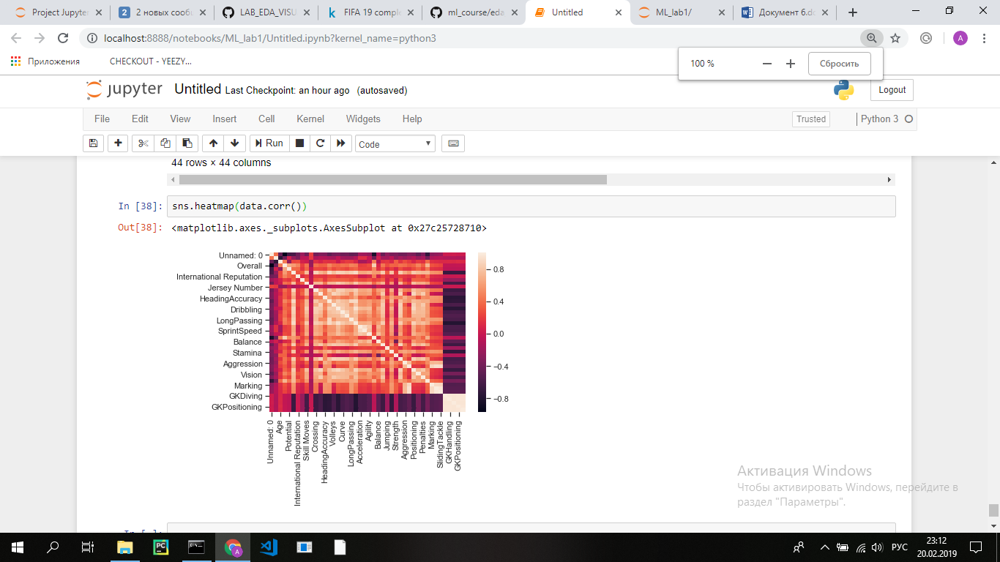 Project Jupyter
2 новых сооб
LAB_EDA_VISU
FIFA 19 comple
ml_course/eda
Untitled
ML_lab1/
Документ 6.do
localhost:8888/notebooks/ML_lab1/Untitled.ipynb?kernel_name=python3
A
Приложения
CHECKOUT - YEEZY...
100 %
Сбросить
jupyter
Untitled Last Checkpoint: an hour ago (autosaved)
Logout
File Edit View Insert Cell Kernel Widgets Help
Trusted
Python 3
Run
Code
44 rows × 44 columns
In [38]: sns.heatmap(data.corr())
Out[38]: <matplotlib.axes._subplots.AxesSubplot at 0x27c25728710>
Unnamed: 0
Overall
International Reputation
Jersey Number
HeadingAccuracy
Dribbling
LongPassing
SprintSpeed
Balance
Stamina
Aggression
Vision
Marking
GKDiving
GKPositioning
0.8
0.4
0.0
−0.4
−0.8
Unnamed: 0
Age
Potential
International Reputation
Skill Moves
Crossing
HeadingAccuracy
Volleys
Curve
LongPassing
Acceleration
Agility
Balance
Jumping
Strength
Aggression
Positioning
Penalties
Marking
SlidingTackle
GKHandling
GKPositioning
Активация Windows
Чтобы активировать Windows, перейдите в
раздел "Параметры".
In [ ]:
РУС
23:12
20.02.2019